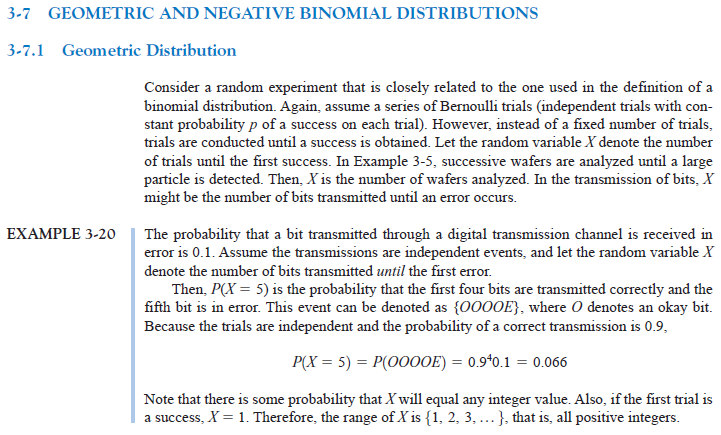 3-7 GEOMETRIC AND NEGATIVE BINOMIAL DISTRIBUTIONS
3-7.1 Geometric Distribution
Consider a random experiment that is closely related to the one used in the definition of a
binomial distribution. Again, assume a series of Bernoulli trials (independent trials with con-
stant probability p of a success on each trial). However, instead of a fixed number of trials,
trials are conducted until a success is obtained. Let the random variable X denote the number
of trials until the first success. In Example 3-5, successive wafers are analyzed until a large
particle is detected. Then, X is the number of wafers analyzed. In the transmission of bits, X
might be the number of bits transmitted until an error occurs.
EXAMPLE 3-20 The probability that a bit transmitted through a digital transmission channel is received in
error is 0.1. Assume the transmissions are independent events, and let the random variable X
denote the number of bits transmitted until the first error.
Then, P(X = 5) is the probability that the first four bits are transmitted correctly and the
fifth bit is in error. This event can be denoted as {OOOOE}, where O denotes an okay bit.
Because the trials are independent and the probability of a correct transmission is 0.9,
P(X = 5) = P(OOOOE) = 0.9⁴0.1 = 0.066
Note that there is some probability that X will equal any integer value. Also, if the first trial is
a success, X = 1. Therefore, the range of X is {1, 2, 3, ... }, that is, all positive integers.